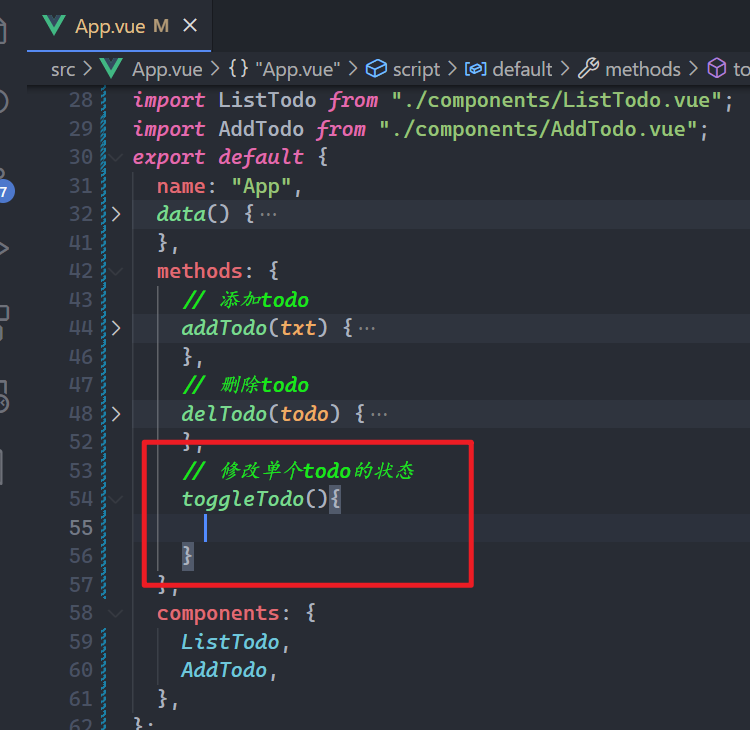 App.vue M
src > App.vue > {} "App.vue" > script > default > methods > to
28 import ListTodo from "./components/ListTodo.vue";
29 import AddTodo from "./components/AddTodo.vue";
30 export default {
31 name: "App",
32 data() { ⋯
41 },
42 methods: {
43 // 添加todo
44 addTodo(txt) { ⋯
46 },
47 // 删除todo
48 delTodo(todo) { ⋯
52 },
53 // 修改单个todo的状态
54 toggleTodo(){
55
56 }
57 },
58 components: {
59 ListTodo,
60 AddTodo,
61 },
62 };
7